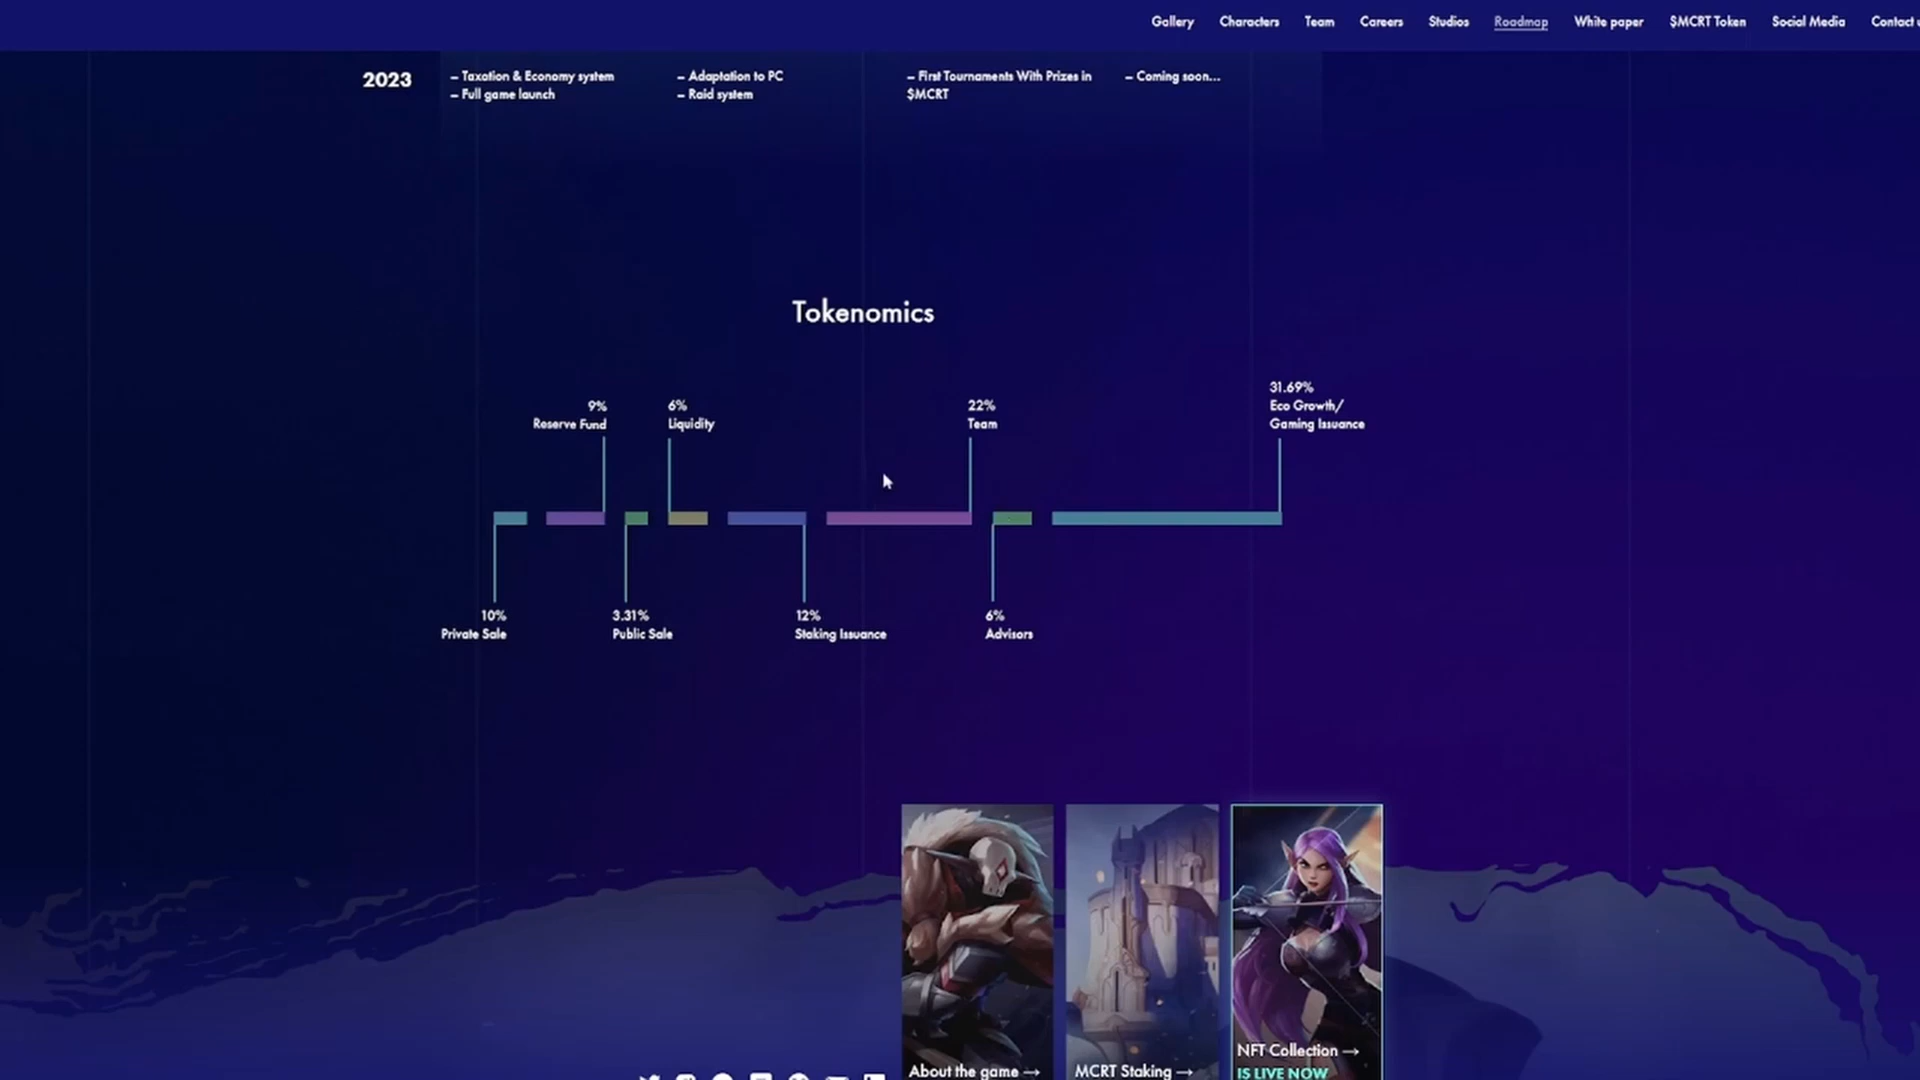 Gallery Characters Team Careers Studios Roadmap White paper $MCRT Token Social Media Contact
2023
– Taxation & Economy system
– Full game launch
– Adaptation to PC
– Raid system
– First Tournaments With Prizes in
$MCRT
– Coming soon...
Tokenomics
9%
Reserve Fund
6%
Liquidity
22%
Team
31.69%
Eco Growth/
Gaming Issuance
10%
Private Sale
3.31%
Public Sale
12%
Staking Issuance
6%
Advisors
About the game →
MCRT Staking →
NFT Collection →
IS LIVE NOW